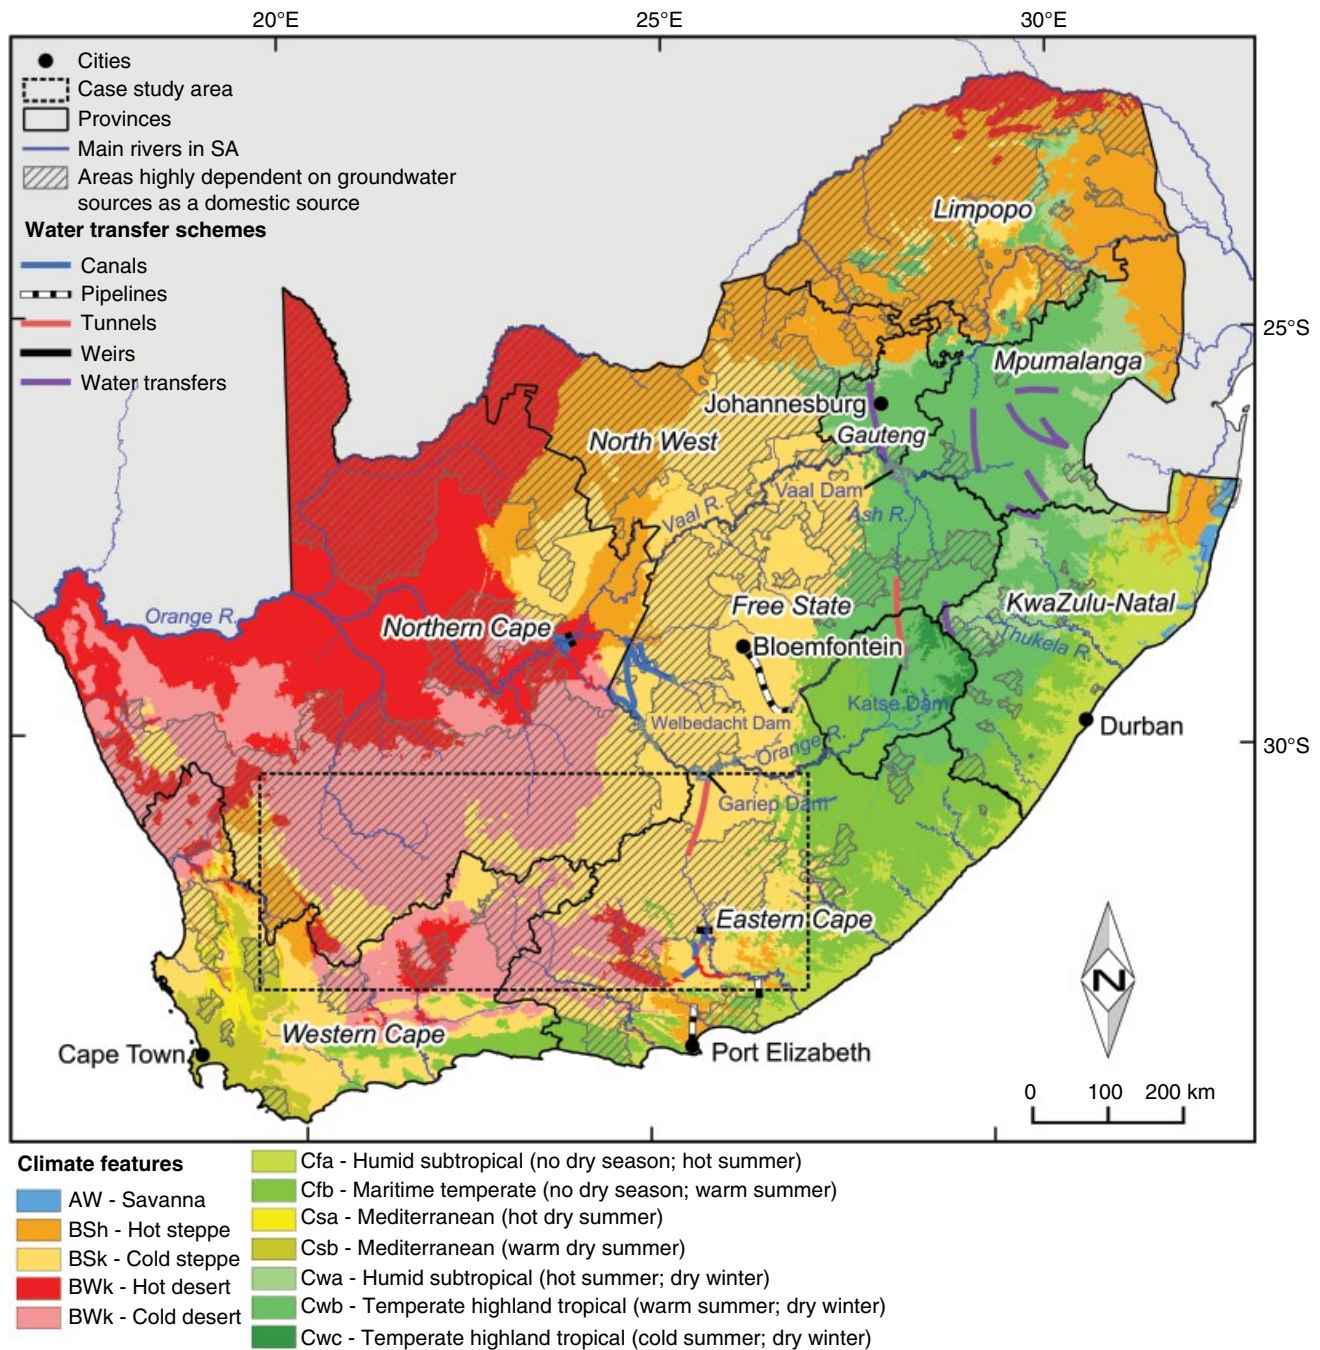 20°E
25°E
30°E
Cities
Case study area
Provinces
Main rivers in SA
Areas highly dependent on groundwater
sources as a domestic source
Water transfer schemes
Canals
Pipelines
Tunnels
Weirs
Water transfers
Limpopo
25°S
Mpumalanga
Johannesburg
Gauteng
North West
Vaal Dam
Vaal R.
Ash R.
Free State
KwaZulu-Natal
Orange R.
Northern Cape
Bloemfontein
Thukela R
Katse Dam
Welbedacht Dam
Durban
Orange R.
30°S
Gariep Dam
Eastern Cape
Western Cape
Cape Town
Port Elizabeth
N
0 100 200 km
Climate features
AW - Savanna
BSh - Hot steppe
BSk - Cold steppe
BWk - Hot desert
BWk - Cold desert
Cfa - Humid subtropical (no dry season; hot summer)
Cfb - Maritime temperate (no dry season; warm summer)
Csa - Mediterranean (hot dry summer)
Csb - Mediterranean (warm dry summer)
Cwa - Humid subtropical (hot summer; dry winter)
Cwb - Temperate highland tropical (warm summer; dry winter)
Cwc - Temperate highland tropical (cold summer; dry winter)